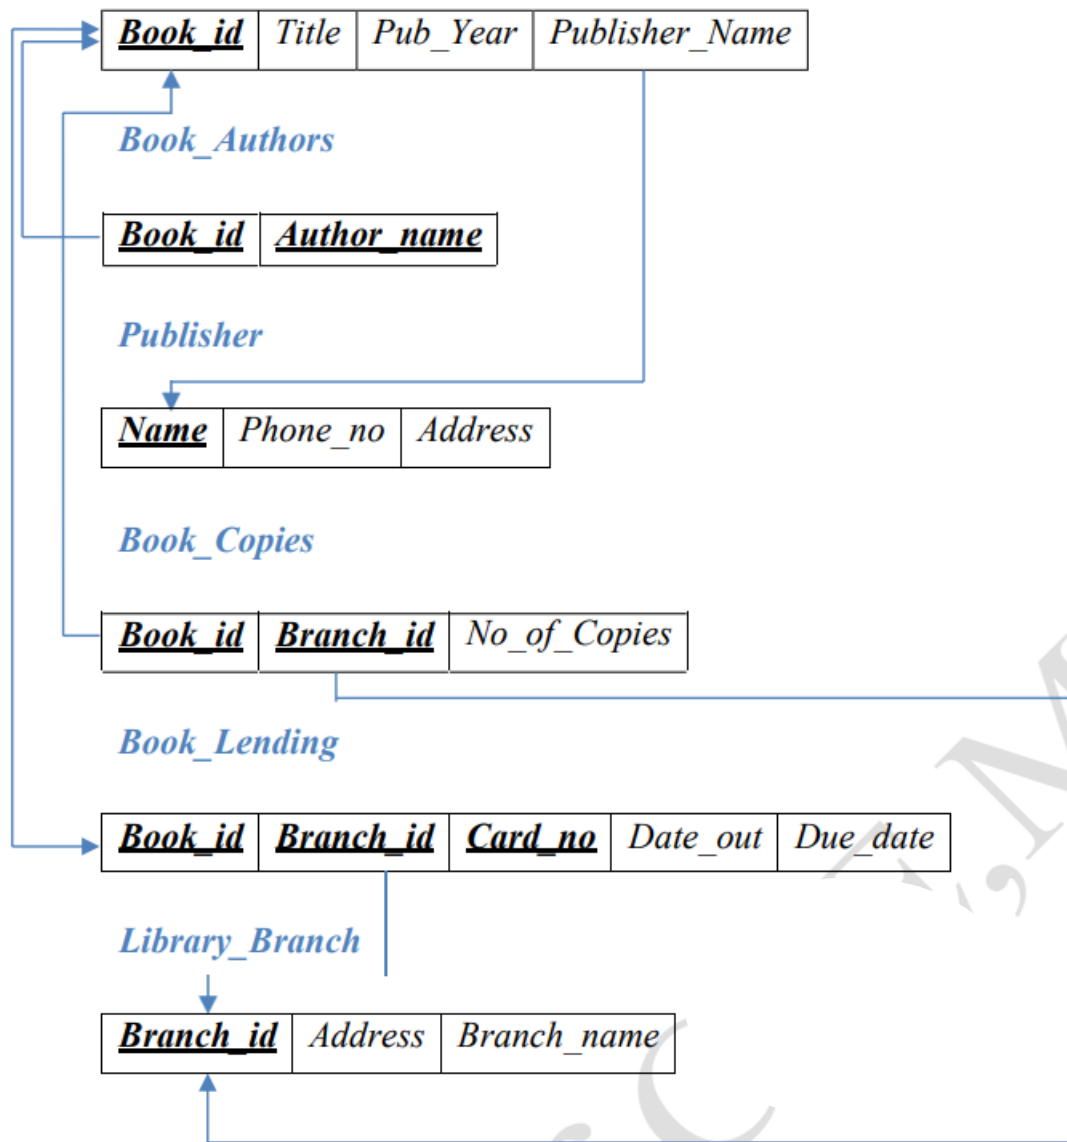 Book_id Title Pub_Year Publisher_Name
Book_Authors
Book_id Author_name
Publisher
Name Phone_no Address
Book_Copies
Book_id Branch_id No_of_Copies
Book_Lending
Book_id Branch_id Card_no Date_out Due_date
Library_Branch
Branch_id Address Branch_name